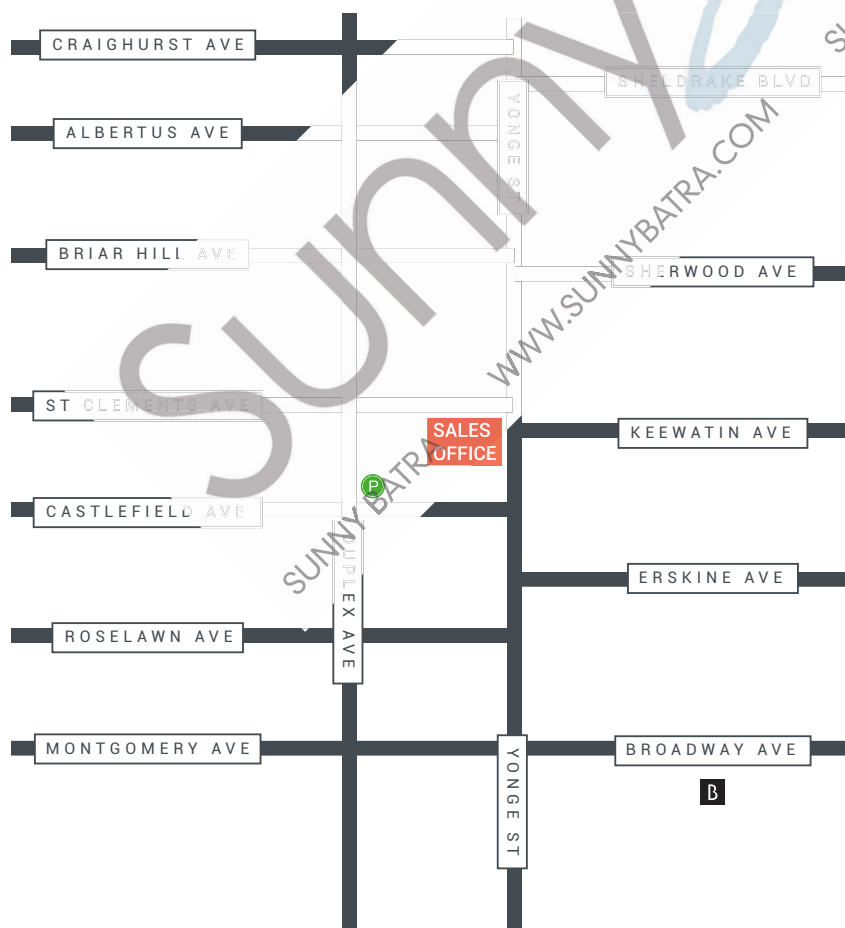 CRAIGHURST AVE
SHELDRAKE BLVD
YONGE ST
ALBERTUS AVE
BRIAR HILL AVE
SHERWOOD AVE
ST CLEMENTS AVE
SALES
OFFICE
KEEWATIN AVE
P
CASTLEFIELD AVE
DUPLEX AVE
ERSKINE AVE
ROSELAWN AVE
MONTGOMERY AVE
YONGE ST
BROADWAY AVE
B
sunny
SUNNY BATRA
WWW.SUNNYBATRA.COM